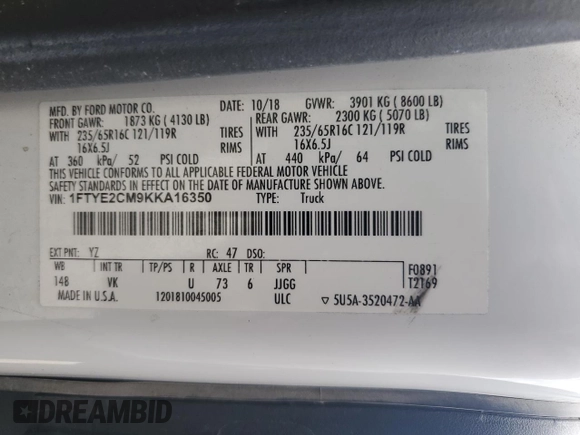 MFD. BY FORD MOTOR CO. DATE: 10/18 GVWR: 3901 KG ( 8600 LB)
FRONT GAWR: 1873 KG ( 4130 LB) REAR GAWR: 2300 KG ( 5070 LB)
WITH 235/65R16C 121/119R TIRES WITH 235/65R16C 121/119R TIRES
16X6.5J RIMS 16X6.5J RIMS
AT 360 kPa/ 52 PSI COLD AT 440 kPa/ 64 PSI COLD
THIS VEHICLE CONFORMS TO ALL APPLICABLE FEDERAL MOTOR VEHICLE
SAFETY STANDARDS IN EFFECT ON THE DATE OF MANUFACTURE SHOWN ABOVE.
VIN: 1FTYE2CM9KKA16350 TYPE: Truck
EXT PNT: YZ RC: 47 DSO:
WB INT TR TP/PS R AXLE TR SPR F0891
14B VK U 73 6 JJGG T2169
MADE IN U.S.A. 1201810045005 ULC ▽ 5U5A-3520472-AA
DREAMBID